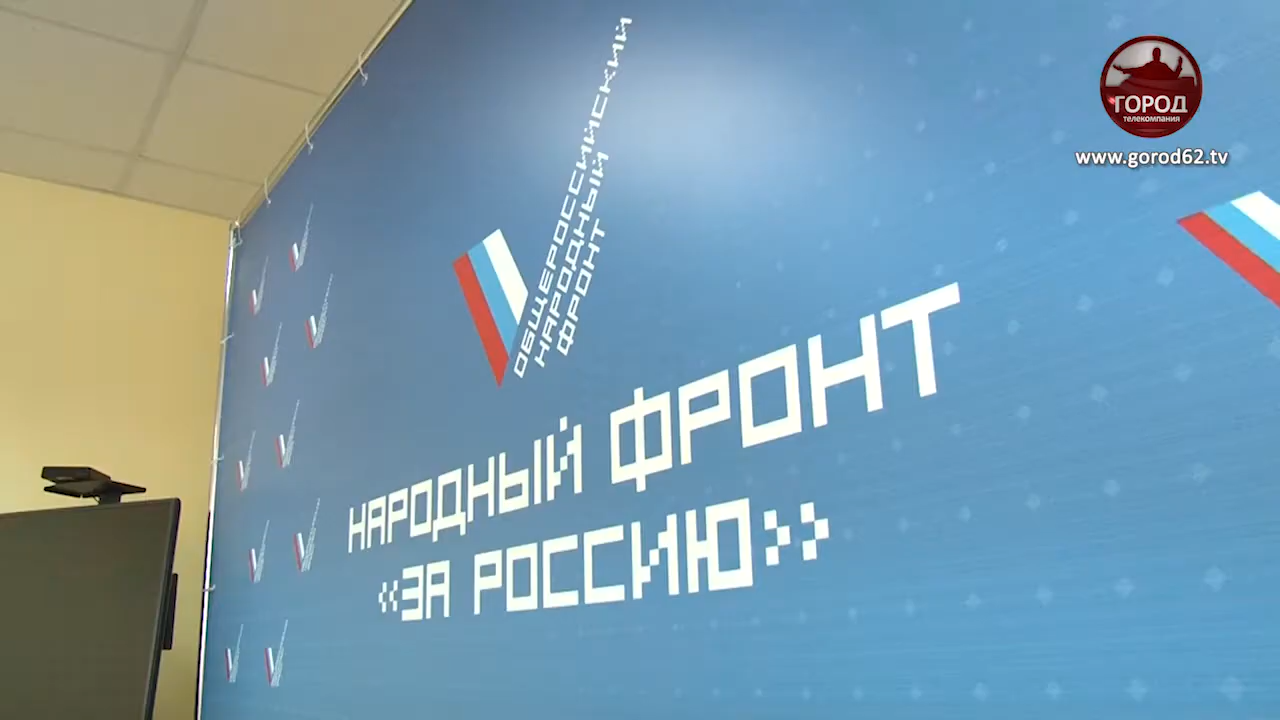 ГОРОД
телекомпания
www.gorod62.tv
ОБЩЕРОССИЙСКИЙ
НАРОДНЫЙ
ФРОНТ
НАРОДНЫЙ ФРОНТ
«ЗА РОССИЮ»